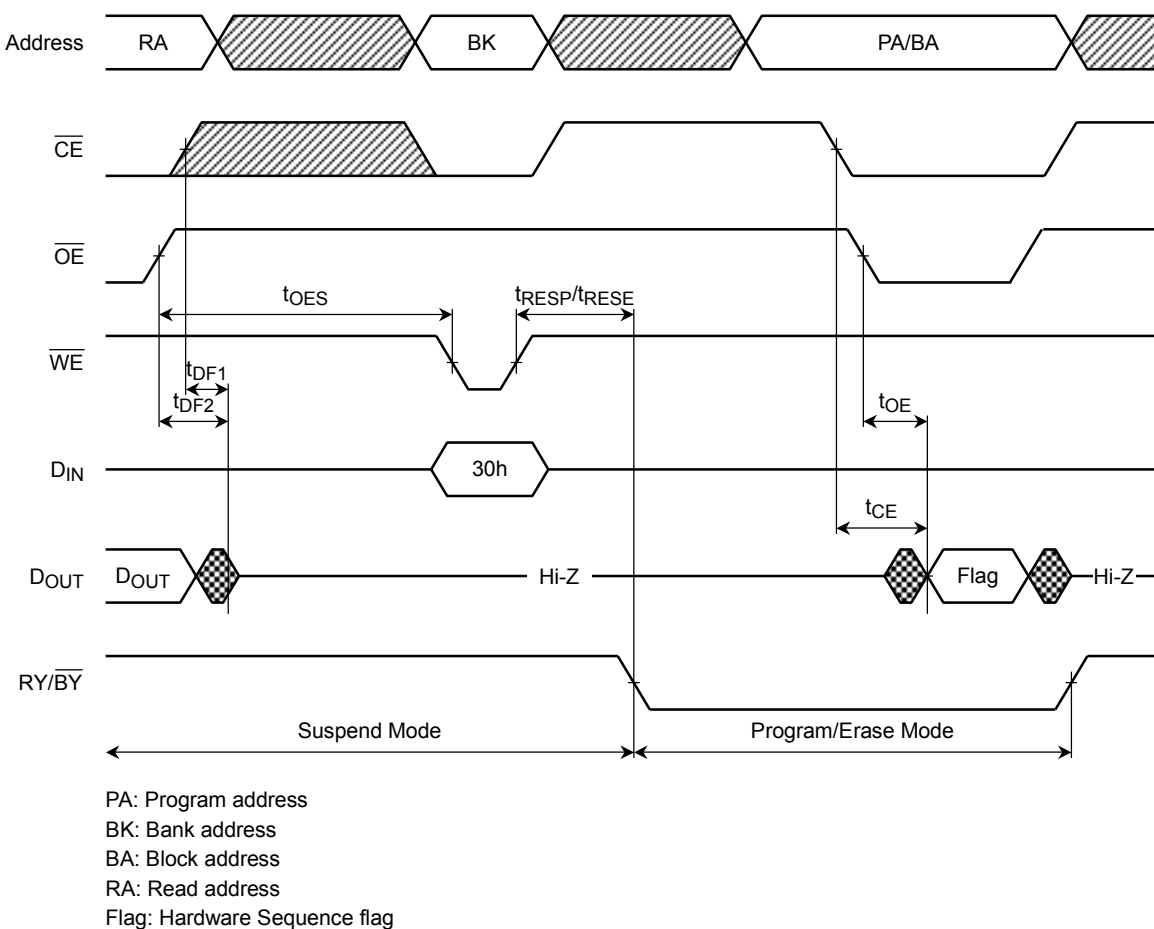 Address RA BK PA/BA
CE
OE
tOES tRESP/tRESE
WE
tDF1
tDF2 tOE
DIN 30h
tCE
DOUT DOUT Hi-Z Flag Hi-Z
RY/BY
Suspend Mode Program/Erase Mode
PA: Program address
BK: Bank address
BA: Block address
RA: Read address
Flag: Hardware Sequence flag